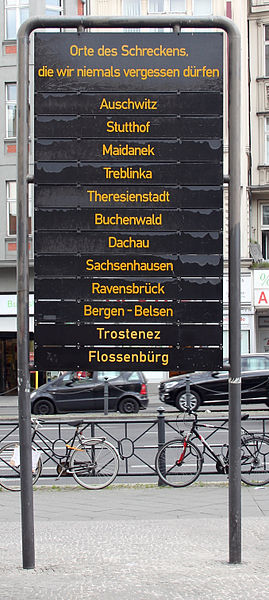 Orte des Schreckens,
die wir niemals vergessen dürfen
Auschwitz
Stutthof
Maidanek
Treblinka
Theresienstadt
Buchenwald
Dachau
Sachsenhausen
Ravensbrück
Bergen - Belsen
Trostenez
Flossenbürg